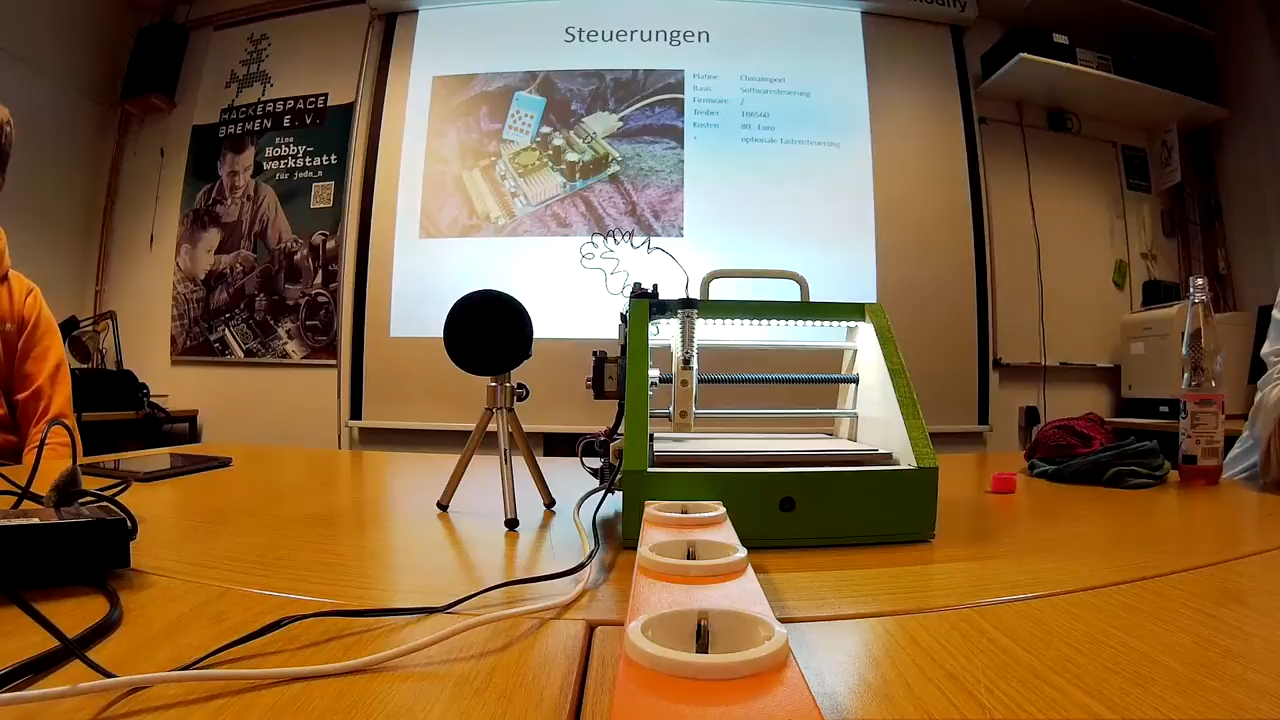 Steuerungen
Platine: Chinaimport
Basis: Softwaresteuerung
Firmware: /
Treiber: TB6560
Kosten: 80,- Euro
+ optionale Tastensteuerung
HACKERSPACE
BREMEN E.V.
Eine
Hobby-
werkstatt
für jede_n